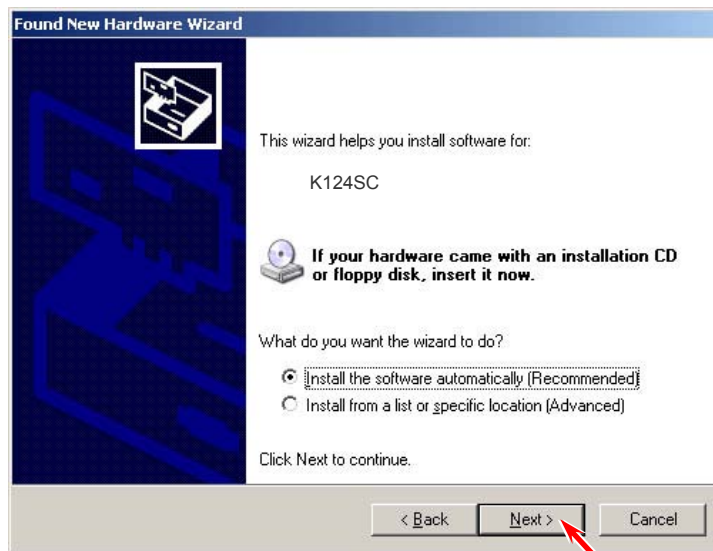 Found New Hardware Wizard
This wizard helps you install software for:
K124SC
If your hardware came with an installation CD
or floppy disk, insert it now.
What do you want the wizard to do?
Install the software automatically (Recommended)
Install from a list or specific location (Advanced)
Click Next to continue.
< Back Next > Cancel